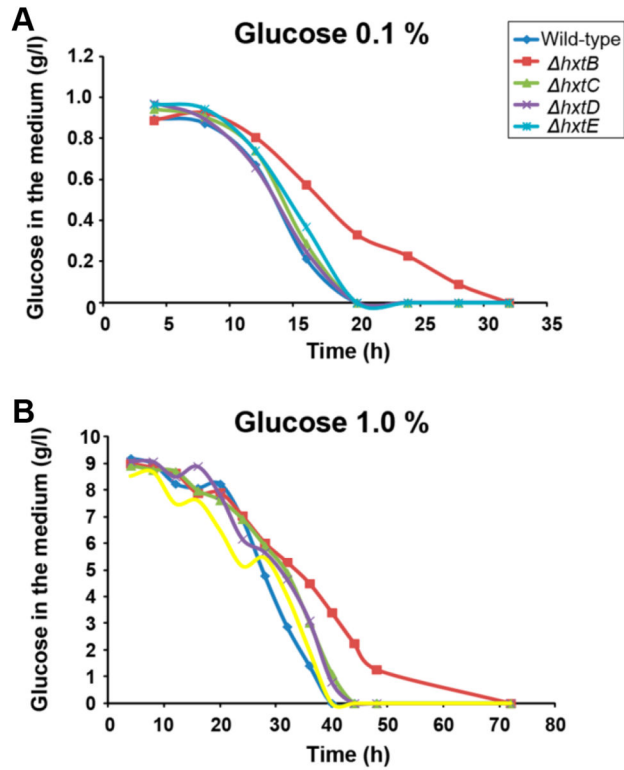 A
Glucose 0.1 %
Glucose in the medium (g/l)
1.2
1.0
0.8
0.6
0.4
0.2
0
0 5 10 15 20 25 30 35
Time (h)
Wild-type
ΔhxtB
ΔhxtC
ΔhxtD
ΔhxtE
B
Glucose 1.0 %
Glucose in the medium (g/l)
10
9
8
7
6
5
4
3
2
1
0
0 10 20 30 40 50 60 70 80
Time (h)